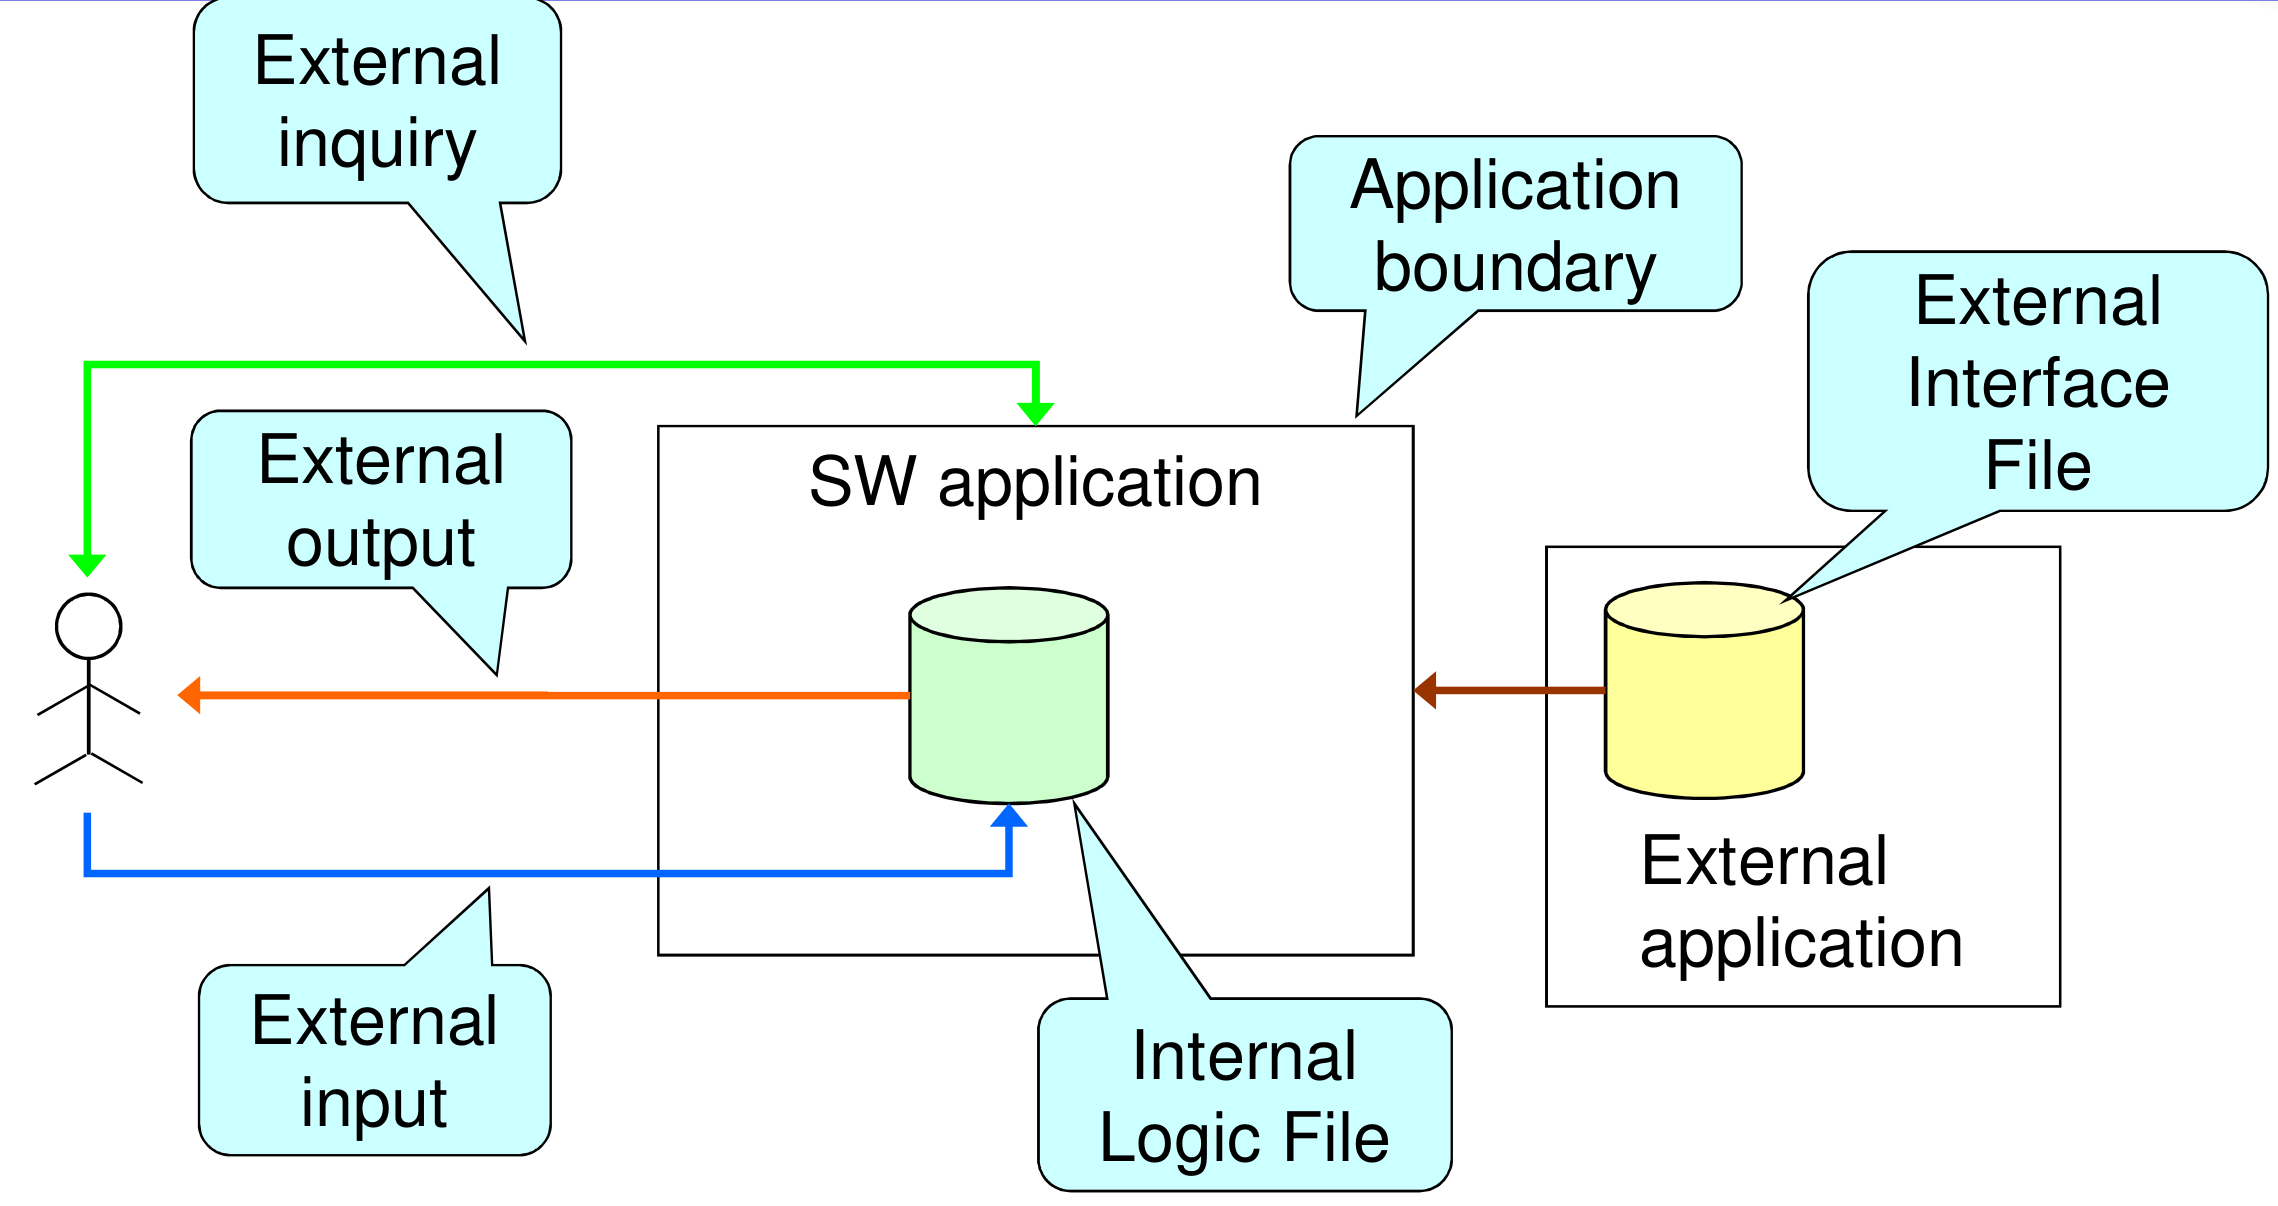 External
inquiry
Application
boundary
External
Interface
File
External
output
SW application
External
application
External
input
Internal
Logic File